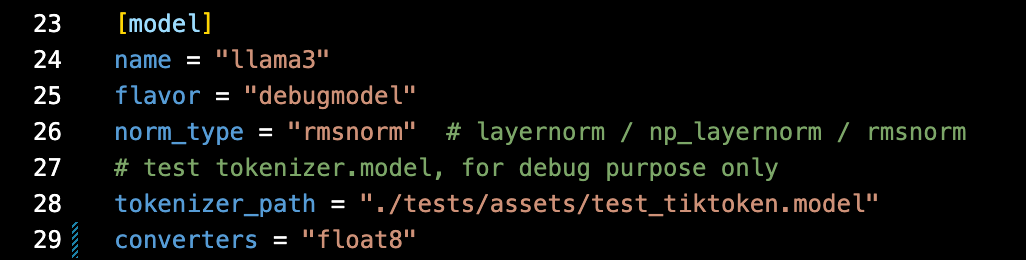 23 [model]
24 name = "llama3"
25 flavor = "debugmodel"
26 norm_type = "rmsnorm"  # layernorm / np_layernorm / rmsnorm
27 # test tokenizer.model, for debug purpose only
28 tokenizer_path = "./tests/assets/test_tiktoken.model"
29 converters = "float8"